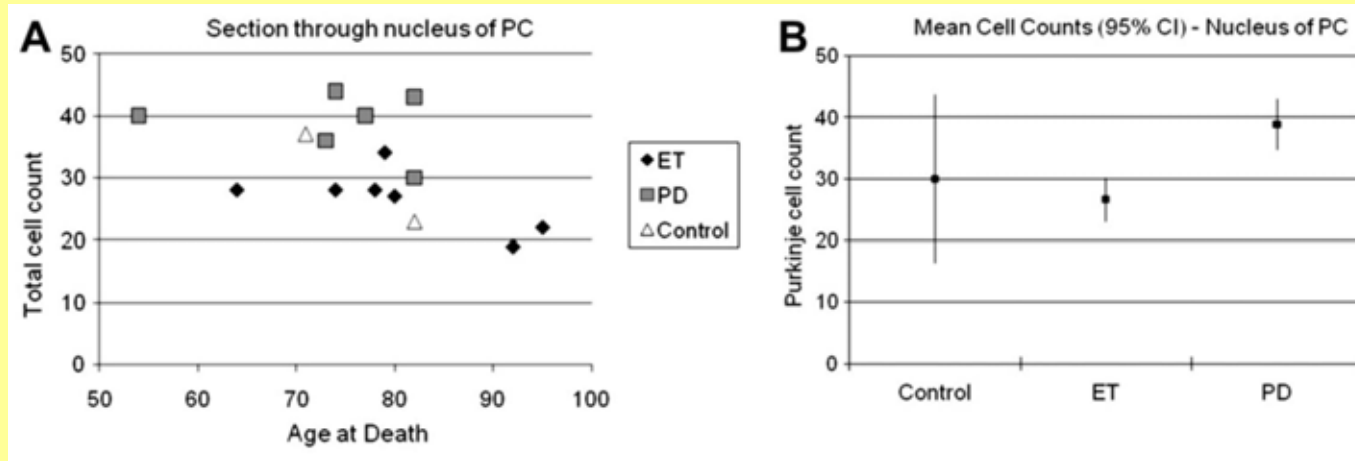 A
Section through nucleus of PC
50
40
30
20
10
0
Total cell count
50 60 70 80 90 100
Age at Death
ET
PD
Control
B
Mean Cell Counts (95% CI) - Nucleus of PC
50
40
30
20
10
0
Purkinje cell count
Control ET PD